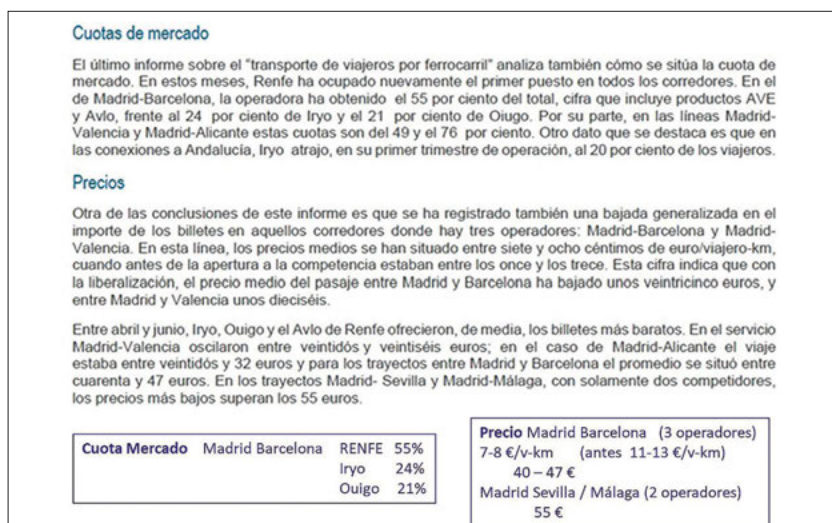 Cuotas de mercado
El último informe sobre el "transporte de viajeros por ferrocarril" analiza también cómo se sitúa la cuota de
mercado. En estos meses, Renfe ha ocupado nuevamente el primer puesto en todos los corredores. En el
de Madrid-Barcelona, la operadora ha obtenido el 55 por ciento del total, cifra que incluye productos AVE
y Avlo, frente al 24 por ciento de Iryo y el 21 por ciento de Oiugo. Por su parte, en las líneas Madrid-
Valencia y Madrid-Alicante estas cuotas son del 49 y el 76 por ciento. Otro dato que se destaca es que en
las conexiones a Andalucía, Iryo atrajo, en su primer trimestre de operación, al 20 por ciento de los viajeros.
Precios
Otra de las conclusiones de este informe es que se ha registrado también una bajada generalizada en el
importe de los billetes en aquellos corredores donde hay tres operadores: Madrid-Barcelona y Madrid-
Valencia. En esta línea, los precios medios se han situado entre siete y ocho céntimos de euro/viajero-km,
cuando antes de la apertura a la competencia estaban entre los once y los trece. Esta cifra indica que con
la liberalización, el precio medio del pasaje entre Madrid y Barcelona ha bajado unos veintricinco euros, y
entre Madrid y Valencia unos dieciséis.
Entre abril y junio, Iryo, Ouigo y el Avlo de Renfe ofrecieron, de media, los billetes más baratos. En el servicio
Madrid-Valencia oscilaron entre veintidós y veintiséis euros; en el caso de Madrid-Alicante el viaje
estaba entre veintidós y 32 euros y para los trayectos entre Madrid y Barcelona el promedio se situó entre
cuarenta y 47 euros. En los trayectos Madrid- Sevilla y Madrid-Málaga, con solamente dos competidores,
los precios más bajos superan los 55 euros.
Cuota Mercado Madrid Barcelona RENFE 55%
Iryo 24%
Ouigo 21%
Precio Madrid Barcelona (3 operadores)
7-8 €/v-km (antes 11-13 €/v-km)
40 – 47 €
Madrid Sevilla / Málaga (2 operadores)
55 €